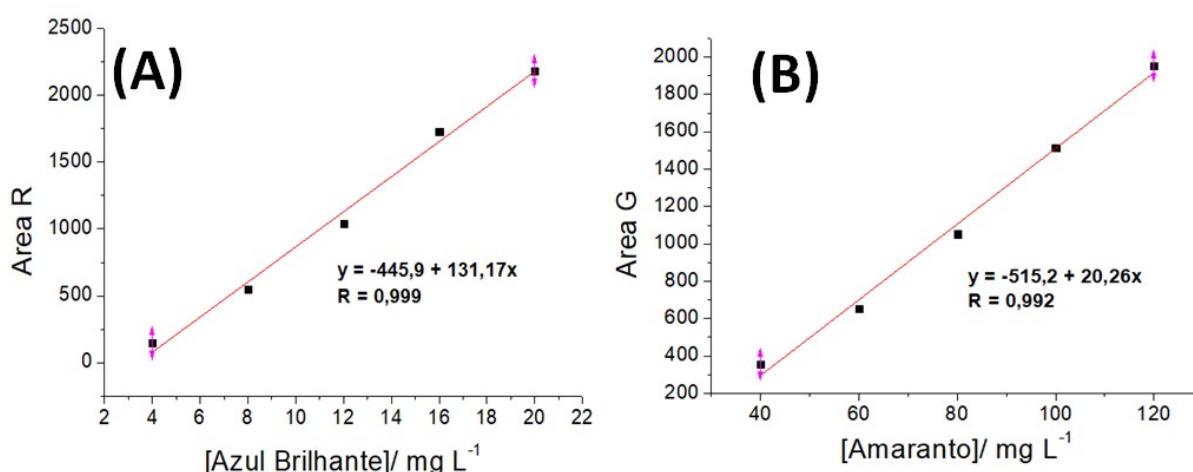 (A)
2500
2000
1500
1000
500
0
Area R
y = -445,9 + 131,17x
R = 0,999
2 4 6 8 10 12 14 16 18 20 22
[Azul Brilhante]/ mg L⁻¹
(B)
2000
1800
1600
1400
1200
1000
800
600
400
200
Area G
y = -515,2 + 20,26x
R = 0,992
40 60 80 100 120
[Amaranto]/ mg L⁻¹